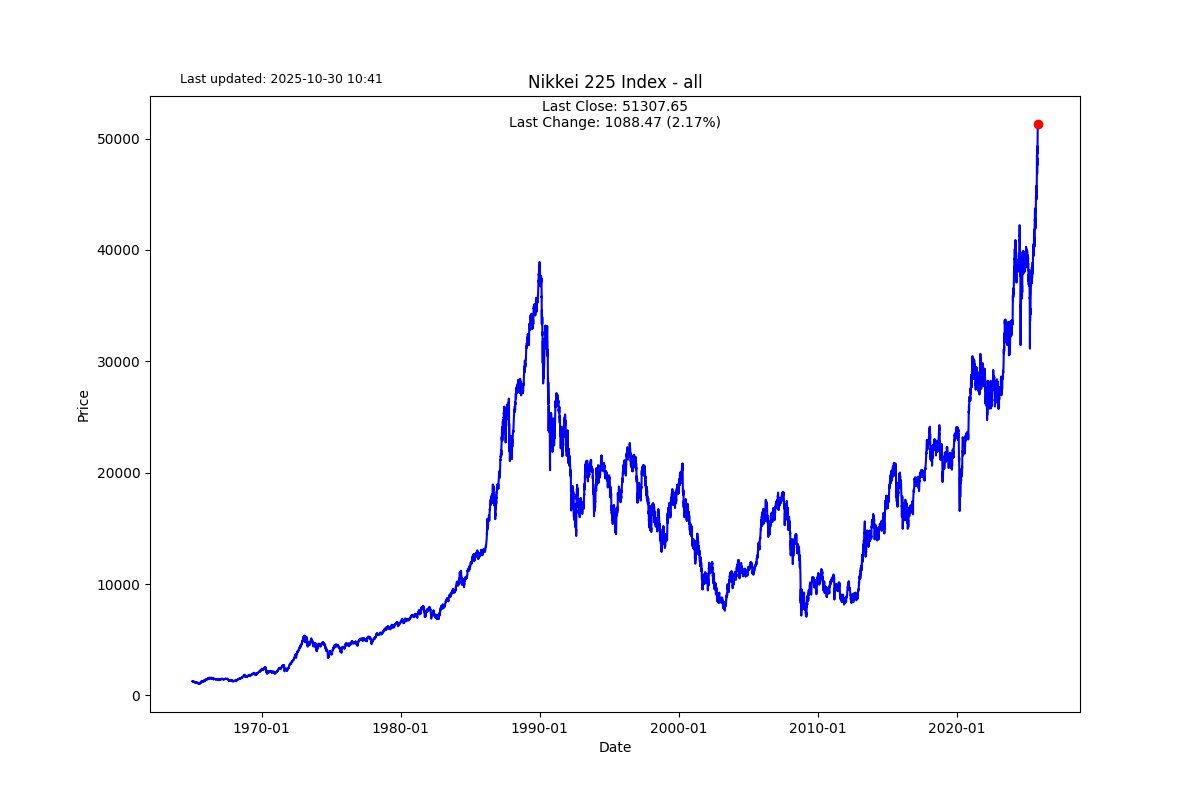 Last updated: 2025-10-30 10:41
Nikkei 225 Index - all
Last Close: 51307.65
Last Change: 1088.47 (2.17%)
50000
40000
30000
20000
10000
0
Price
1970-01
1980-01
1990-01
2000-01
2010-01
2020-01
Date